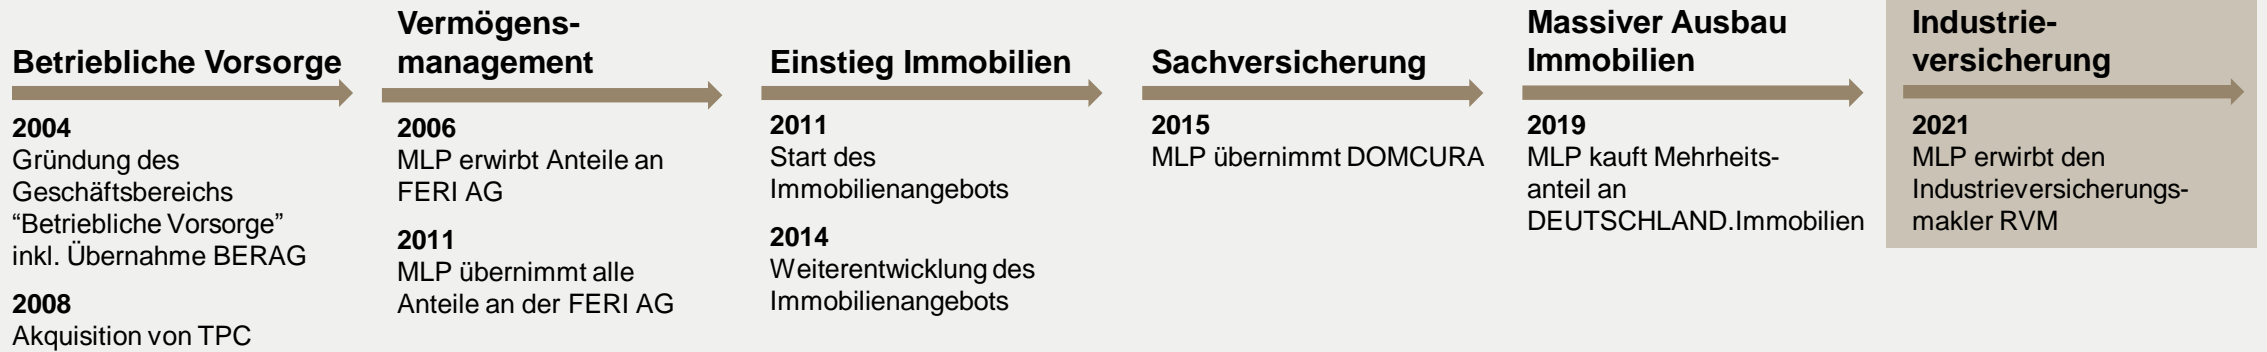 Betriebliche Vorsorge
2004
Gründung des
Geschäftsbereichs
“Betriebliche Vorsorge”
inkl. Übernahme BERAG
2008
Akquisition von TPC
Vermögens-
management
2006
MLP erwirbt Anteile an
FERI AG
2011
MLP übernimmt alle
Anteile an der FERI AG
Einstieg Immobilien
2011
Start des
Immobilienangebots
2014
Weiterentwicklung des
Immobilienangebots
Sachversicherung
2015
MLP übernimmt DOMCURA
Massiver Ausbau
Immobilien
2019
MLP kauft Mehrheits-
anteil an
DEUTSCHLAND.Immobilien
Industrie-
versicherung
2021
MLP erwirbt den
Industrieversicherungs-
makler RVM